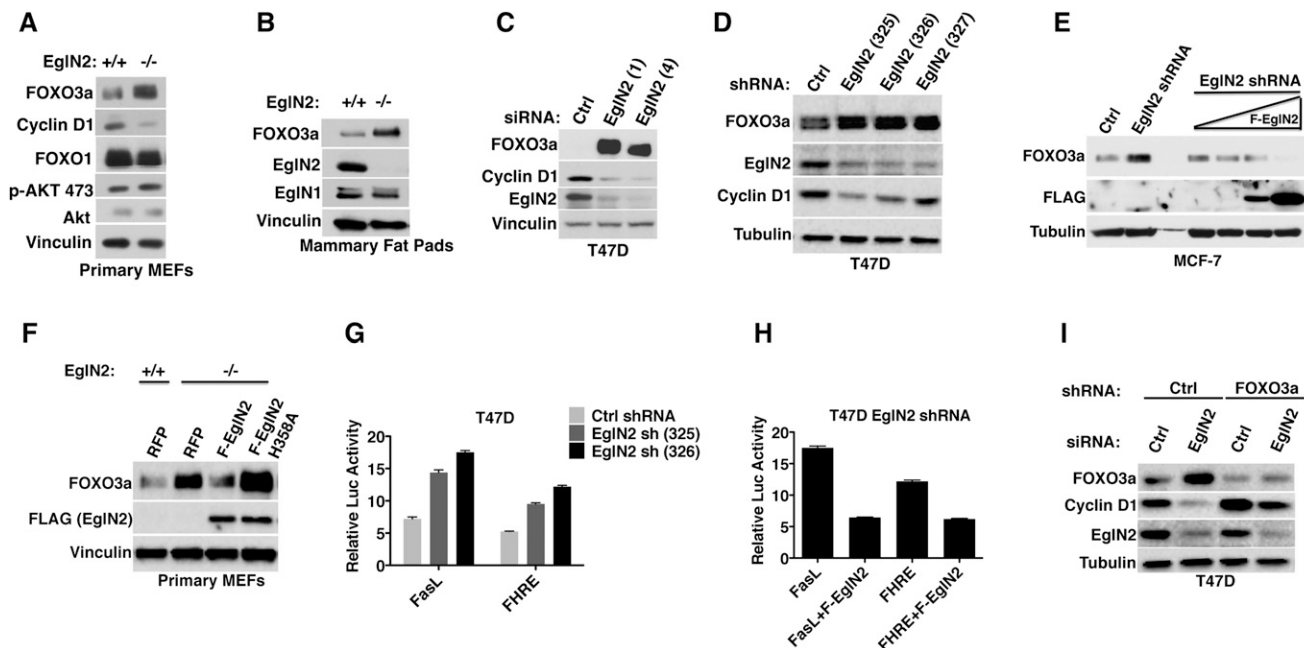 A
EglN2: +/+ -/-
FOXO3a
Cyclin D1
FOXO1
p-AKT 473
Akt
Vinculin
Primary MEFs
B
EglN2: +/+ -/-
FOXO3a
EglN2
EglN1
Vinculin
Mammary Fat Pads
C
siRNA: Ctrl EglN2 (1) EglN2 (4)
FOXO3a
Cyclin D1
EglN2
Vinculin
T47D
D
shRNA: Ctrl EglN2 (325) EglN2 (326) EglN2 (327)
FOXO3a
EglN2
Cyclin D1
Tubulin
T47D
E
Ctrl EglN2 shRNA EglN2 shRNA
F-EglN2
FOXO3a
FLAG
Tubulin
MCF-7
F
EglN2: +/+ -/-
RFP RFP F-EglN2 F-EglN2 H358A
FOXO3a
FLAG (EglN2)
Vinculin
Primary MEFs
G
T47D
Ctrl shRNA
EglN2 sh (325)
EglN2 sh (326)
Relative Luc Activity
20
15
10
5
0
FasL FHRE
H
T47D EglN2 shRNA
Relative Luc Activity
20
15
10
5
0
FasL FasL+F-EglN2 FHRE FHRE+F-EglN2
I
shRNA: Ctrl FOXO3a
siRNA: Ctrl EglN2 Ctrl EglN2
FOXO3a
Cyclin D1
EglN2
Tubulin
T47D